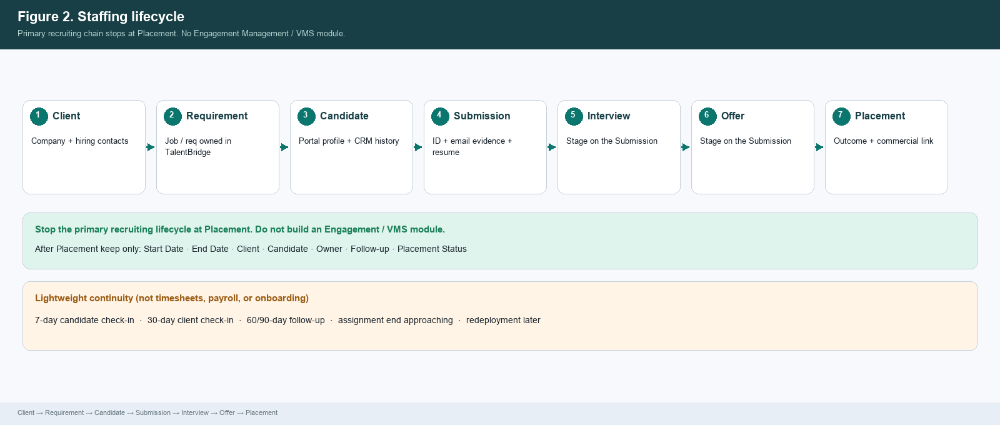 Figure 2. Staffing lifecycle
Primary recruiting chain stops at Placement. No Engagement Management / VMS module.
1 Client
Company + hiring contacts
2 Requirement
Job / req owned in
TalentBridge
3 Candidate
Portal profile + CRM history
4 Submission
ID + email evidence +
resume
5 Interview
Stage on the Submission
6 Offer
Stage on the Submission
7 Placement
Outcome + commercial link
Stop the primary recruiting lifecycle at Placement. Do not build an Engagement / VMS module.
After Placement keep only: Start Date · End Date · Client · Candidate · Owner · Follow-up · Placement Status
Lightweight continuity (not timesheets, payroll, or onboarding)
7-day candidate check-in · 30-day client check-in · 60/90-day follow-up · assignment end approaching · redeployment later
Client → Requirement → Candidate → Submission → Interview → Offer → Placement